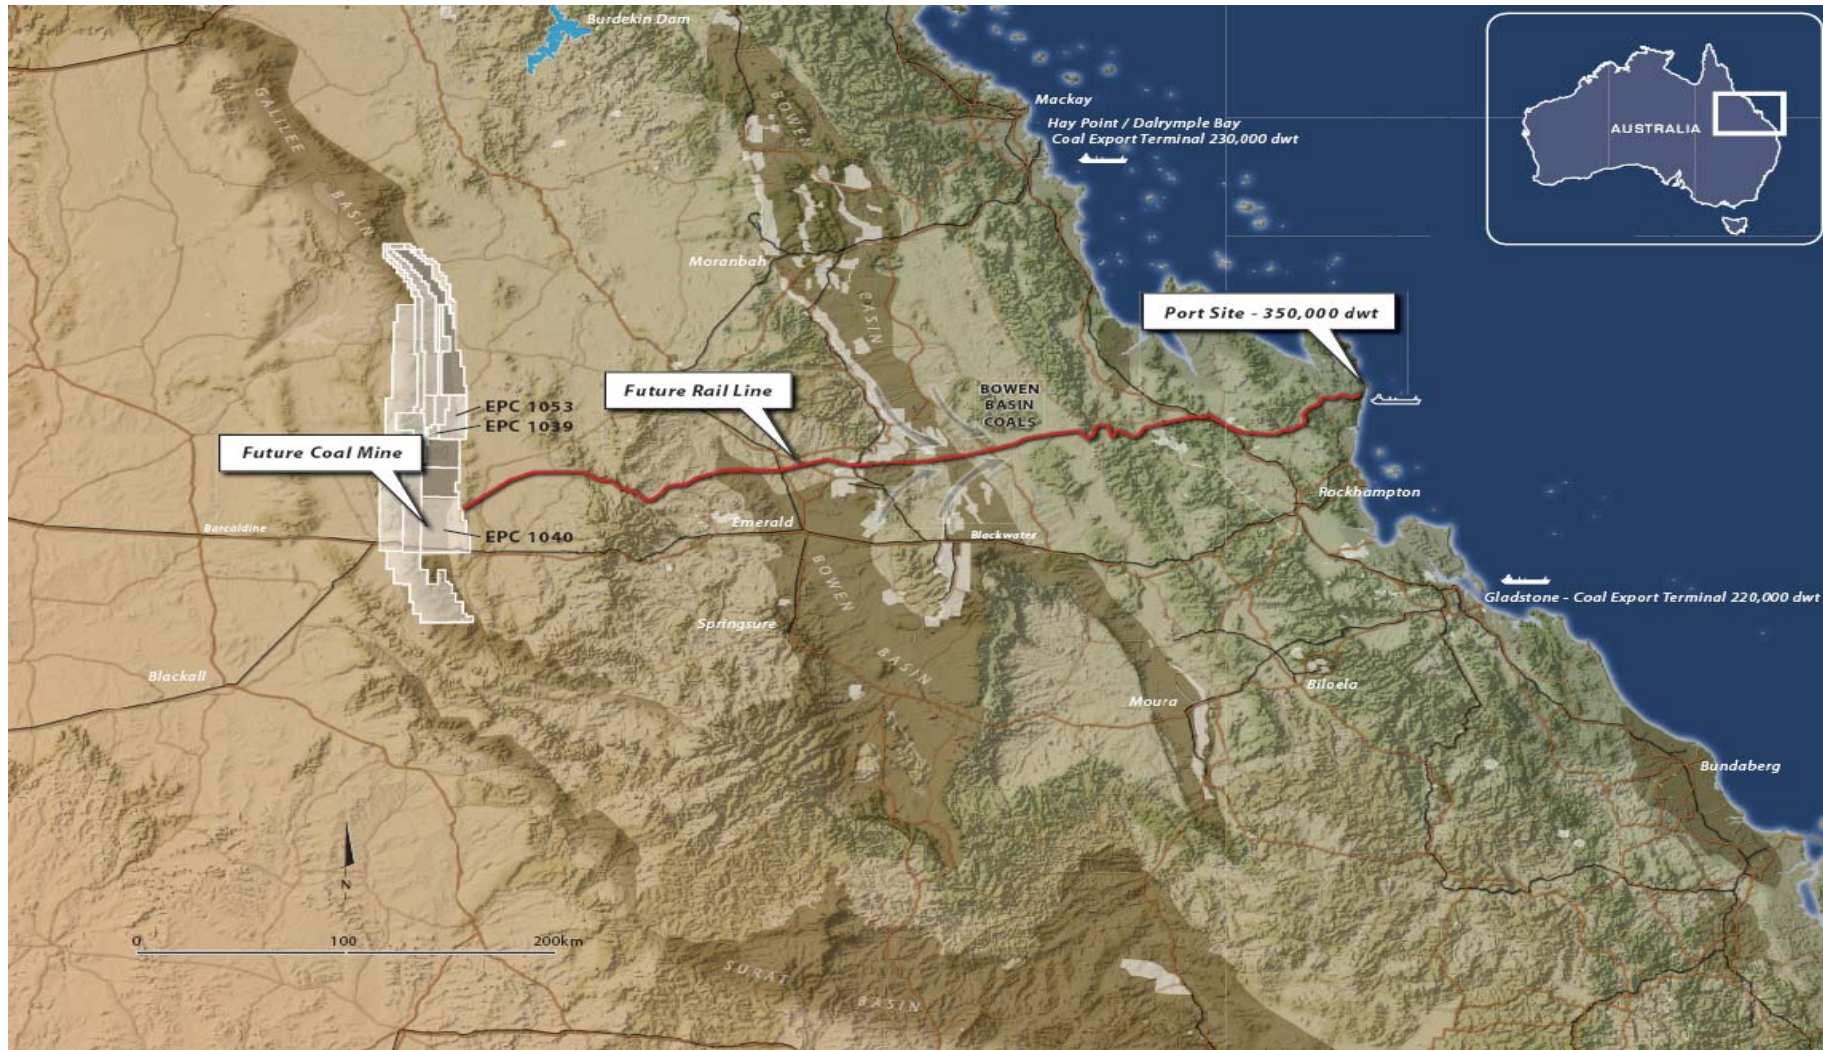 Burdekin Dam
GALILEE
BASIN
BOWEN
BASIN
Mackay
Hay Point / Dalrymple Bay
Coal Export Terminal 230,000 dwt
AUSTRALIA
Moranbah
Port Site - 350,000 dwt
Future Rail Line
BOWEN
BASIN
COALS
EPC 1053
EPC 1039
Future Coal Mine
Rockhampton
Barcaldine
EPC 1040
Emerald
Blackwater
BOWEN
BASIN
Gladstone - Coal Export Terminal 220,000 dwt
Springsure
Blackall
Moura
Biloela
Bundaberg
N
0 100 200km
SURAT
BASIN